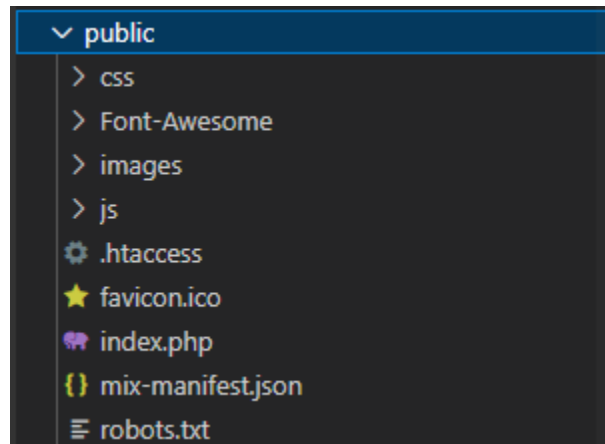 public
css
Font-Awesome
images
js
.htaccess
favicon.ico
index.php
{} mix-manifest.json
robots.txt